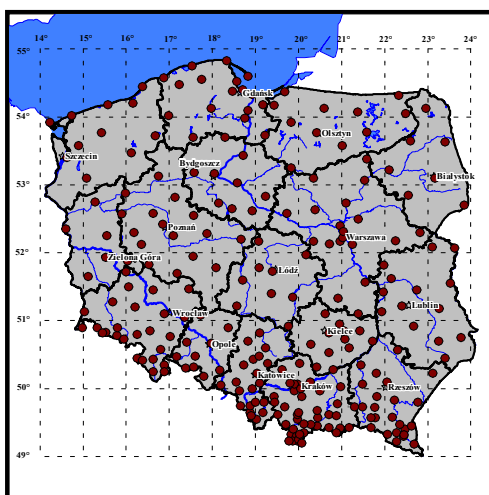 14° 15° 16° 17° 18° 19° 20° 21° 22° 23°
55°
Gdańsk
54°
Olsztyn
Szczecin
Bydgoszcz
Białystok
53°
Poznań
Warszawa
52°
Zielona Góra
Łódź
Lublin
51°
Wrocław
Kielce
Opole
Katowice
50°
Kraków
Rzeszów
49°